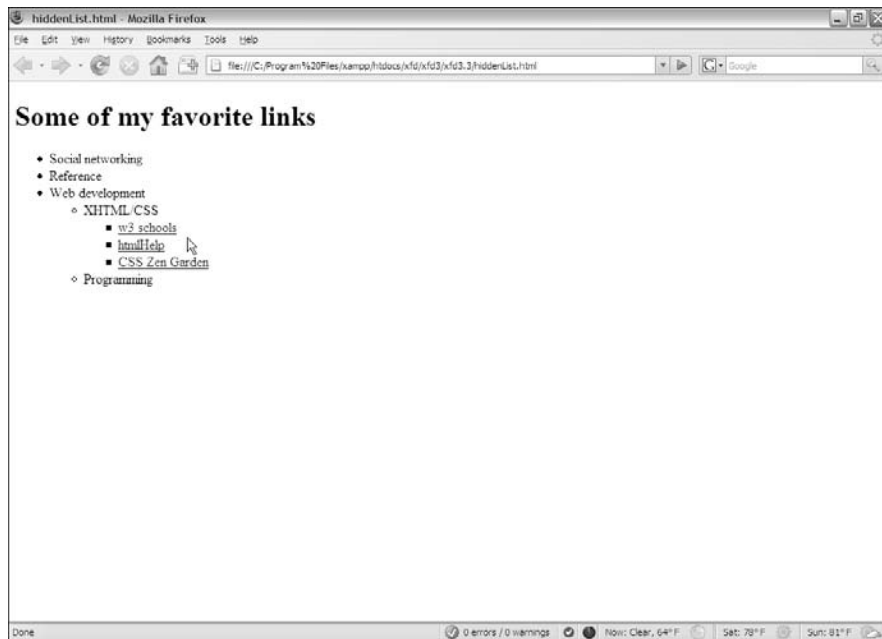 hiddenList.html - Mozilla Firefox
File Edit View History Bookmarks Tools Help
file:///C:/Program%20Files/xampp/htdocs/xfd/xfd3/xfd3.3/hiddenList.html G Google
Some of my favorite links
Social networking
Reference
Web development
XHTML/CSS
w3 schools
htmlHelp
CSS Zen Garden
Programming
Done 0 errors / 0 warnings Now: Clear, 64°F Sat: 78°F Sun: 81°F